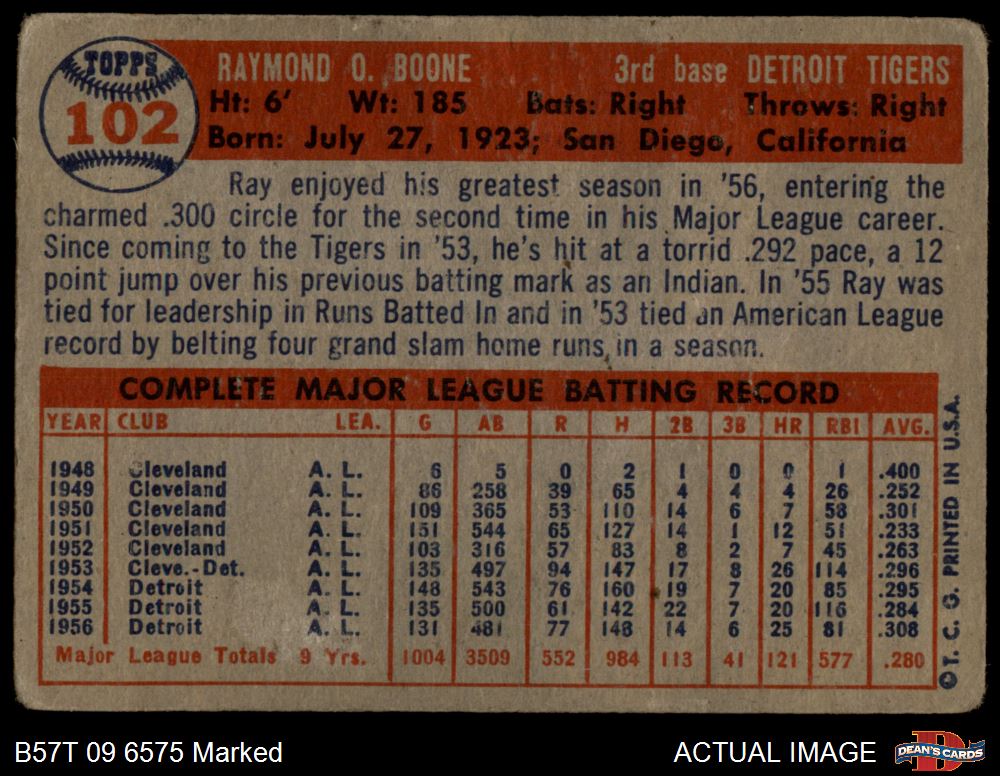 TOPPS
102
RAYMOND O. BOONE 3rd base DETROIT TIGERS
Ht: 6' Wt: 185 Bats: Right Throws: Right
Born: July 27, 1923; San Diego, California
Ray enjoyed his greatest season in '56, entering the
charmed .300 circle for the second time in his Major League career.
Since coming to the Tigers in '53, he's hit at a torrid .292 pace, a 12
point jump over his previous batting mark as an Indian. In '55 Ray was
tied for leadership in Runs Batted In and in '53 tied an American League
record by belting four grand slam home runs in a season.
COMPLETE MAJOR LEAGUE BATTING RECORD
YEAR CLUB LEA. G AB R H 2B 3B HR RBI AVG.
1948 Cleveland A. L. 6 5 0 2 1 0 0 1 .400
1949 Cleveland A. L. 86 258 39 65 4 4 4 26 .252
1950 Cleveland A. L. 109 365 53 110 14 6 7 58 .301
1951 Cleveland A. L. 151 544 65 127 14 1 12 51 .233
1952 Cleveland A. L. 103 316 57 83 8 2 7 45 .263
1953 Cleve.-Det. A. L. 135 497 94 147 17 8 26 114 .296
1954 Detroit A. L. 148 543 76 160 19 7 20 85 .295
1955 Detroit A. L. 135 500 61 142 22 7 20 116 .284
1956 Detroit A. L. 131 481 77 148 14 6 25 81 .308
Major League Totals 9 Yrs. 1004 3509 552 984 113 41 121 577 .280
©T. C. G. PRINTED IN U.S.A.
B57T 09 6575 Marked
ACTUAL IMAGE
DEAN'S CARDS